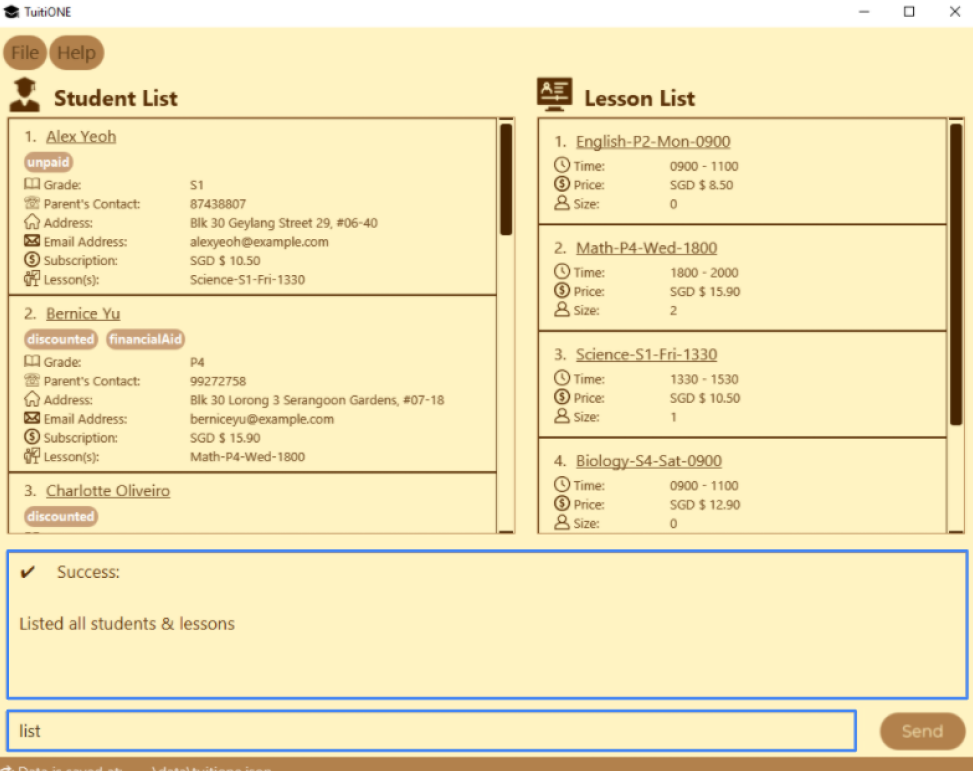 TuitiONE
File Help
Student List
1. Alex Yeoh
unpaid
Grade: S1
Parent's Contact: 87438807
Address: Blk 30 Geylang Street 29, #06-40
Email Address: alexyeoh@example.com
Subscription: SGD $ 10.50
Lesson(s): Science-S1-Fri-1330
2. Bernice Yu
discounted financialAid
Grade: P4
Parent's Contact: 99272758
Address: Blk 30 Lorong 3 Serangoon Gardens, #07-18
Email Address: berniceyu@example.com
Subscription: SGD $ 15.90
Lesson(s): Math-P4-Wed-1800
3. Charlotte Oliveiro
discounted
Lesson List
1. English-P2-Mon-0900
Time: 0900 - 1100
Price: SGD $ 8.50
Size: 0
2. Math-P4-Wed-1800
Time: 1800 - 2000
Price: SGD $ 15.90
Size: 2
3. Science-S1-Fri-1330
Time: 1330 - 1530
Price: SGD $ 10.50
Size: 1
4. Biology-S4-Sat-0900
Time: 0900 - 1100
Price: SGD $ 12.90
Size: 0
✔ Success:
Listed all students & lessons
list
Send